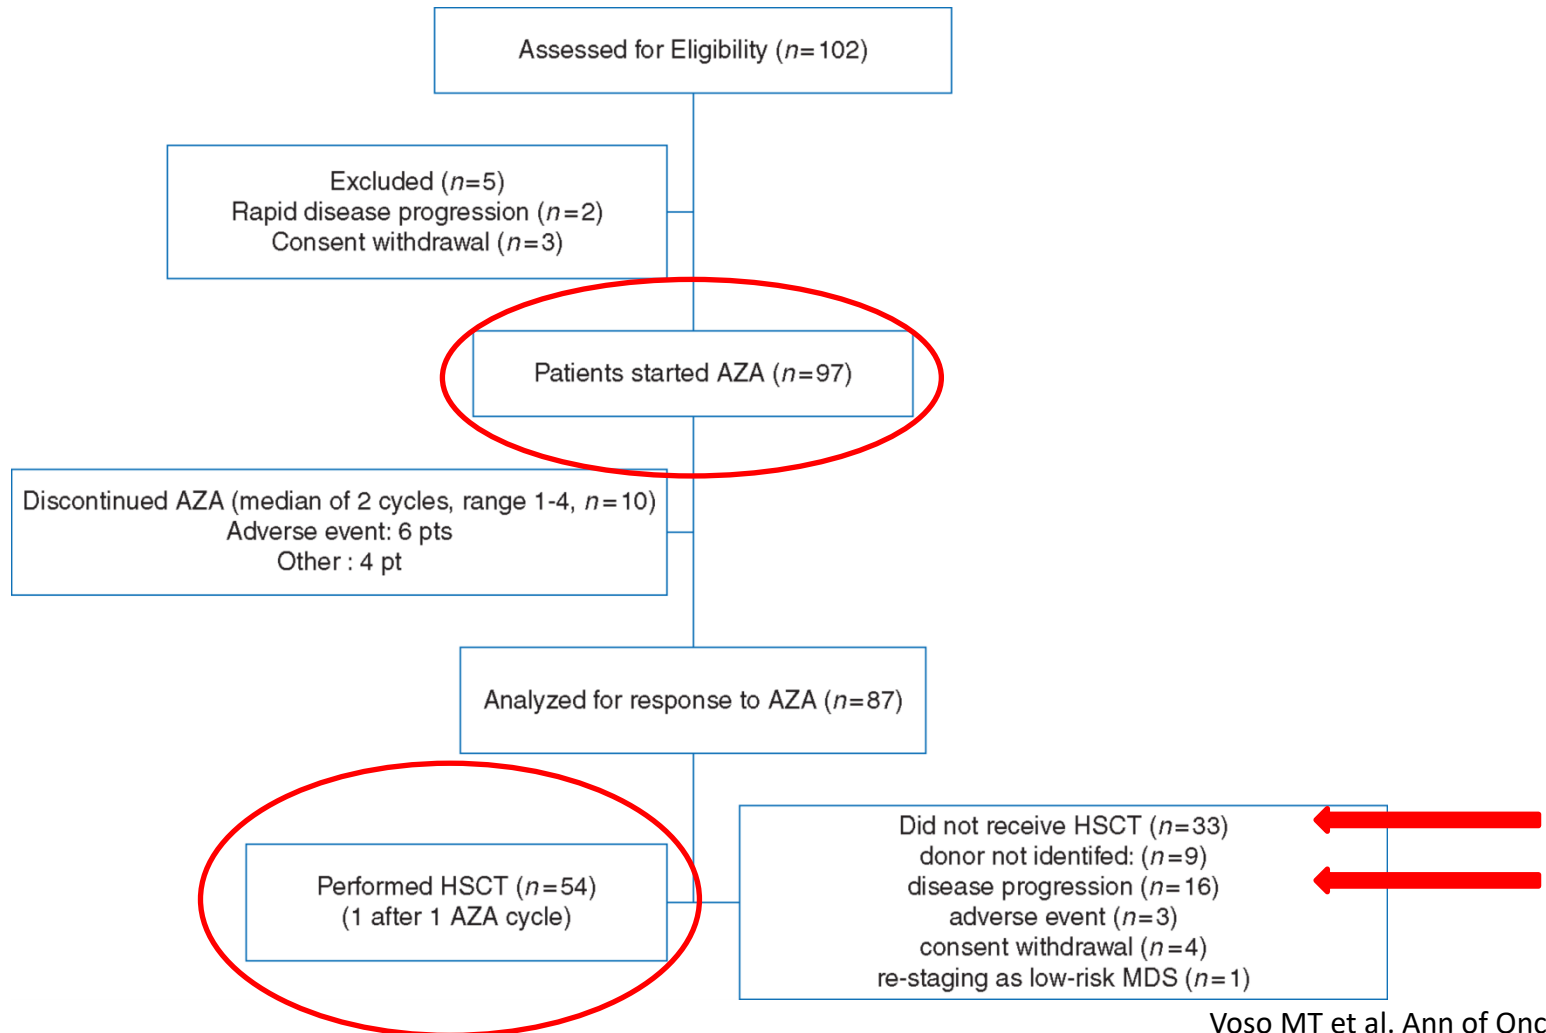 Assessed for Eligibility (n=102)
Excluded (n=5)
Rapid disease progression (n=2)
Consent withdrawal (n=3)
Patients started AZA (n=97)
Discontinued AZA (median of 2 cycles, range 1-4, n=10)
Adverse event: 6 pts
Other : 4 pt
Analyzed for response to AZA (n=87)
Performed HSCT (n=54)
(1 after 1 AZA cycle)
Did not receive HSCT (n=33)
donor not identifed: (n=9)
disease progression (n=16)
adverse event (n=3)
consent withdrawal (n=4)
re-staging as low-risk MDS (n=1)
Voso MT et al. Ann of Onc